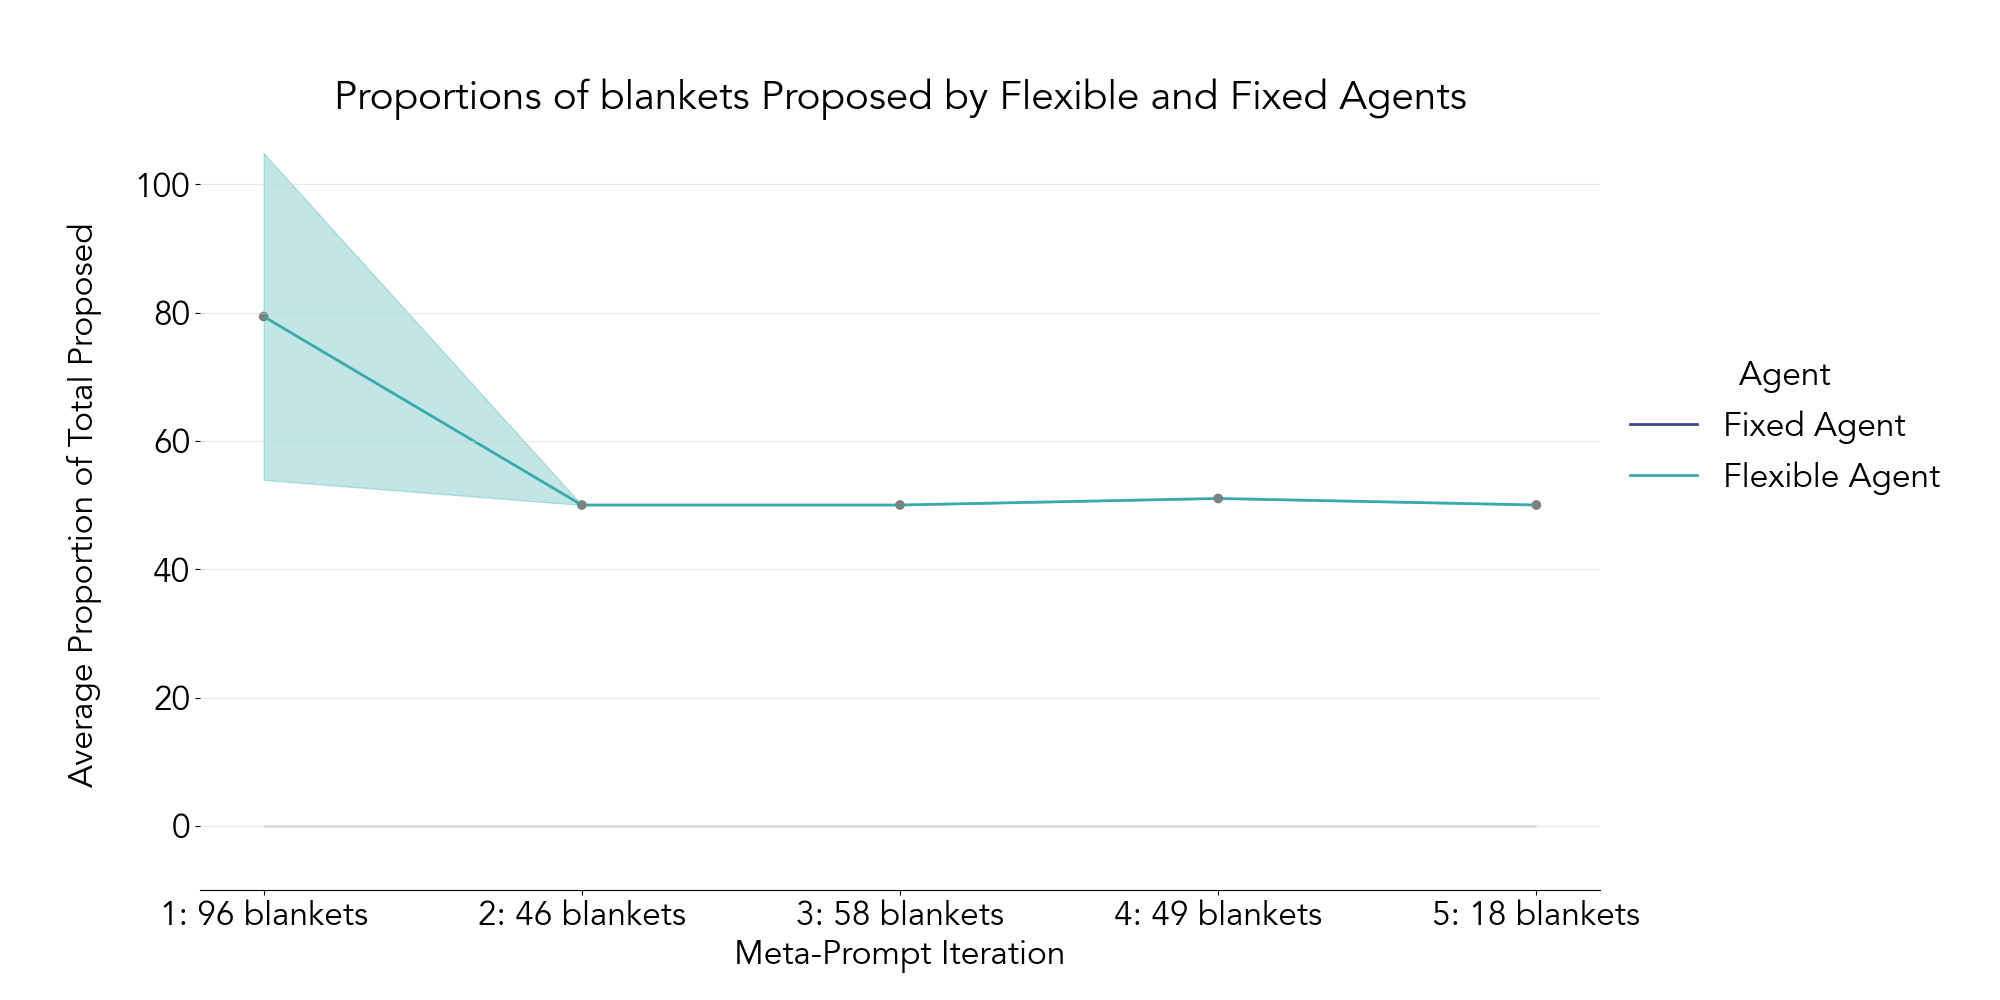 Proportions of blankets Proposed by Flexible and Fixed Agents
Average Proportion of Total Proposed
100
80
60
40
20
0
1: 96 blankets
2: 46 blankets
3: 58 blankets
4: 49 blankets
5: 18 blankets
Meta-Prompt Iteration
Agent
Fixed Agent
Flexible Agent